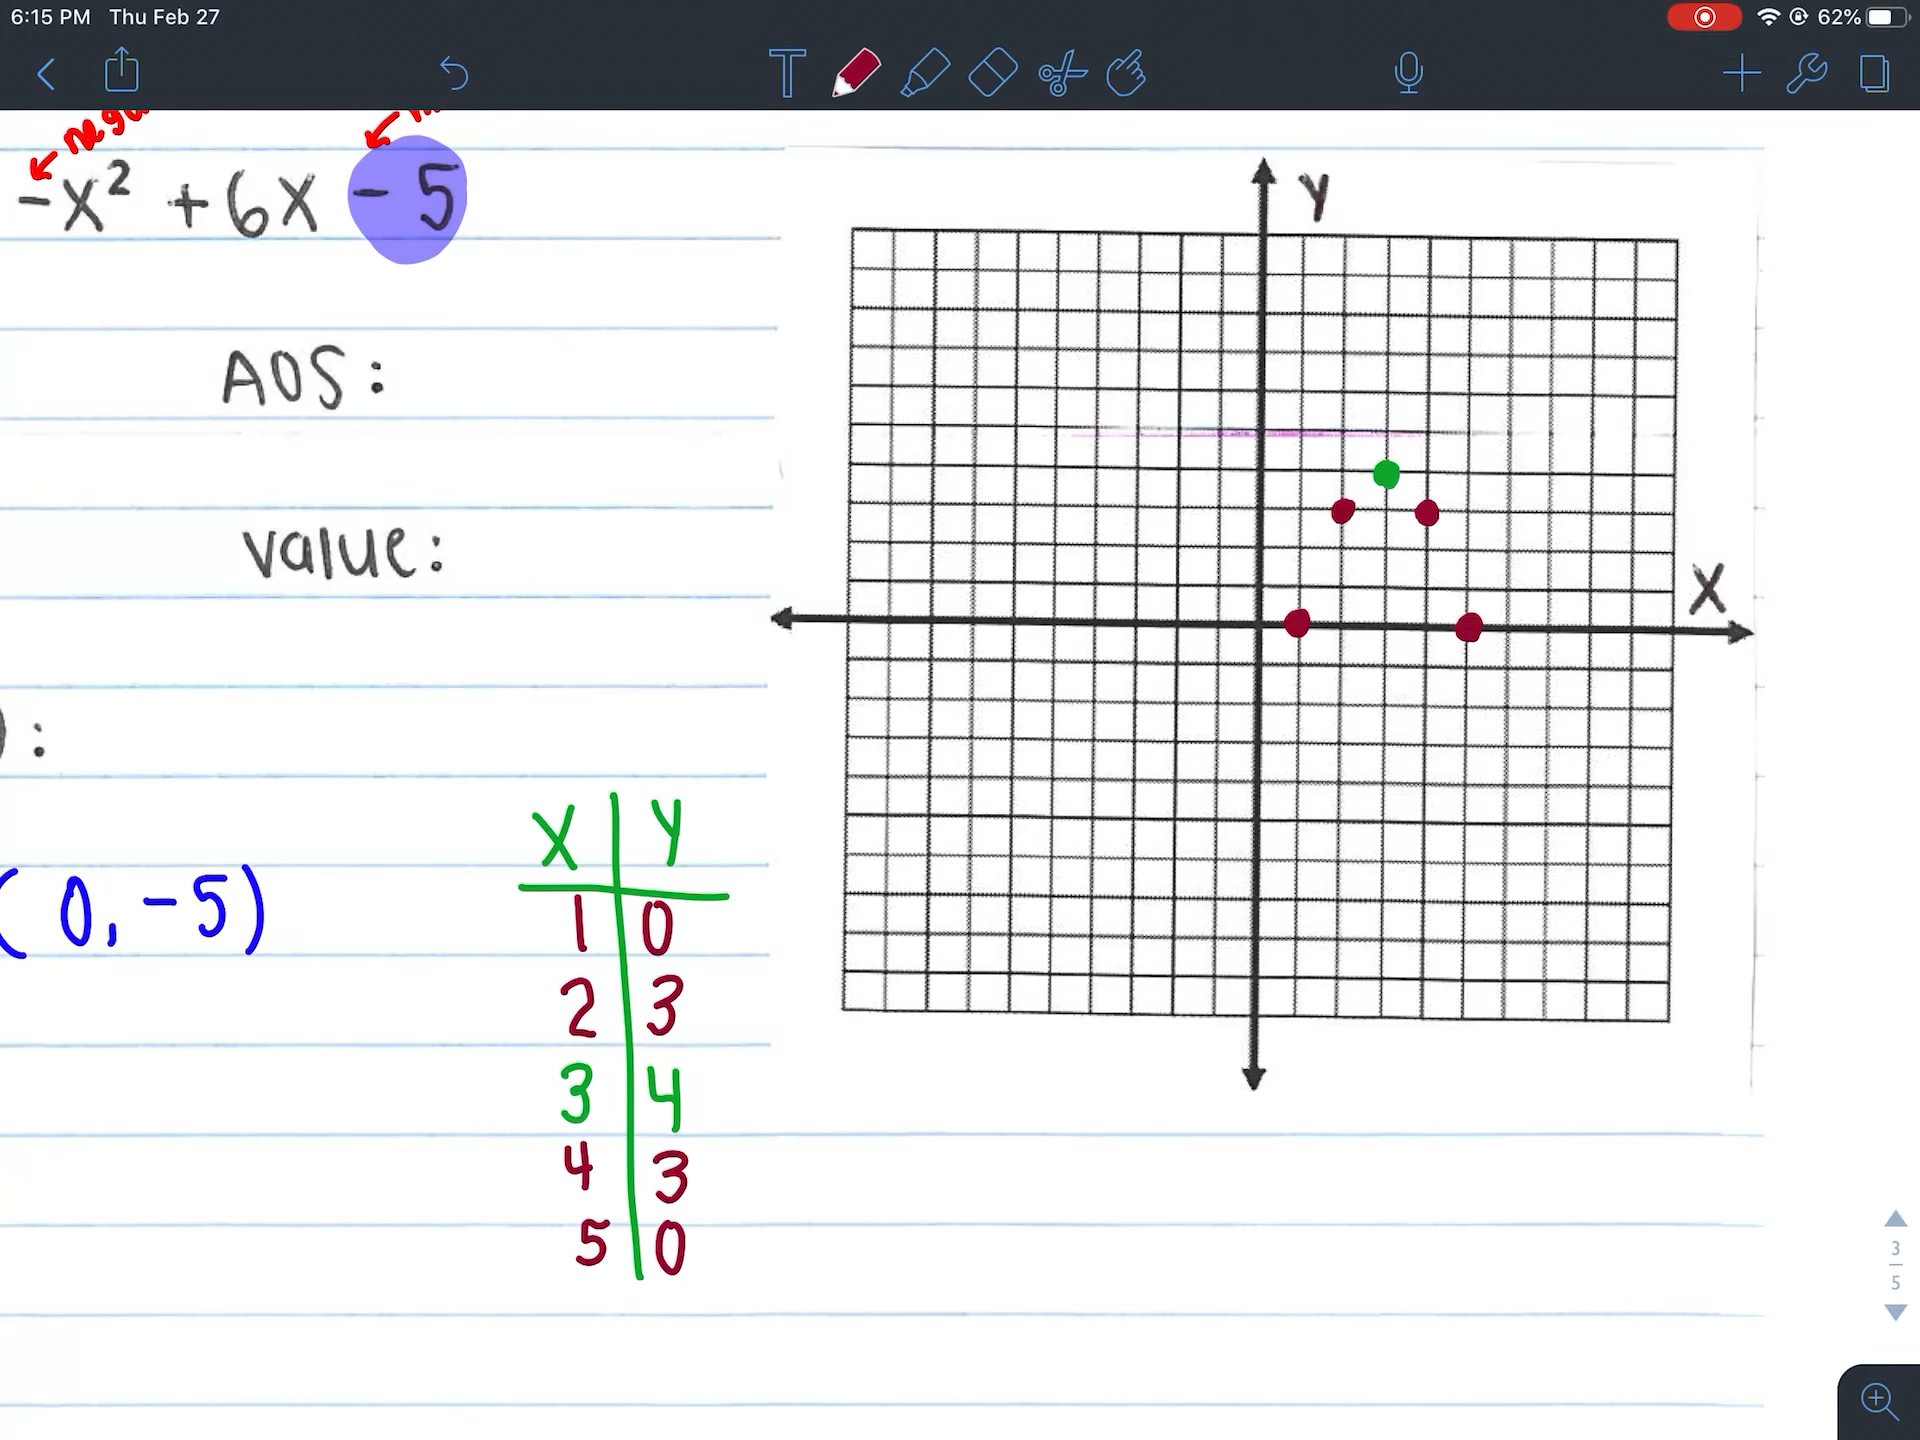 6:15 PM Thu Feb 27
62%
-x² + 6x - 5
Y
AOS:
value:
X
:
(0, -5)
X Y
1 0
2 3
3 4
4 3
5 0
3
5